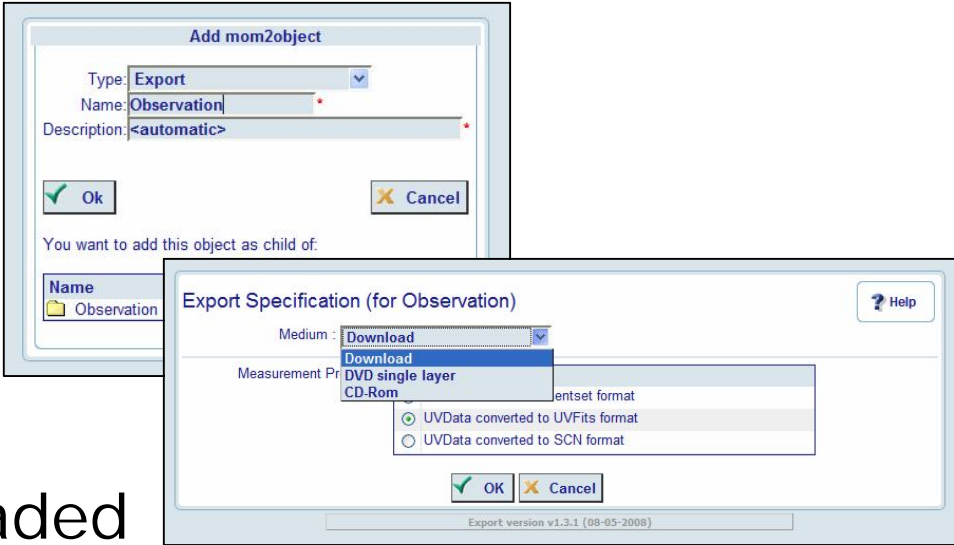 Add mom2object
Type: Export
Name: Observation *
Description: <automatic> *
Ok
Cancel
You want to add this object as child of:
Name
Observation
Export Specification (for Observation)
Help
Medium : Download
Download
DVD single layer
CD-Rom
Measurement Pr
entset format
UVData converted to UVFits format
UVData converted to SCN format
OK
Cancel
Export version v1.3.1 (08-05-2008)
aded